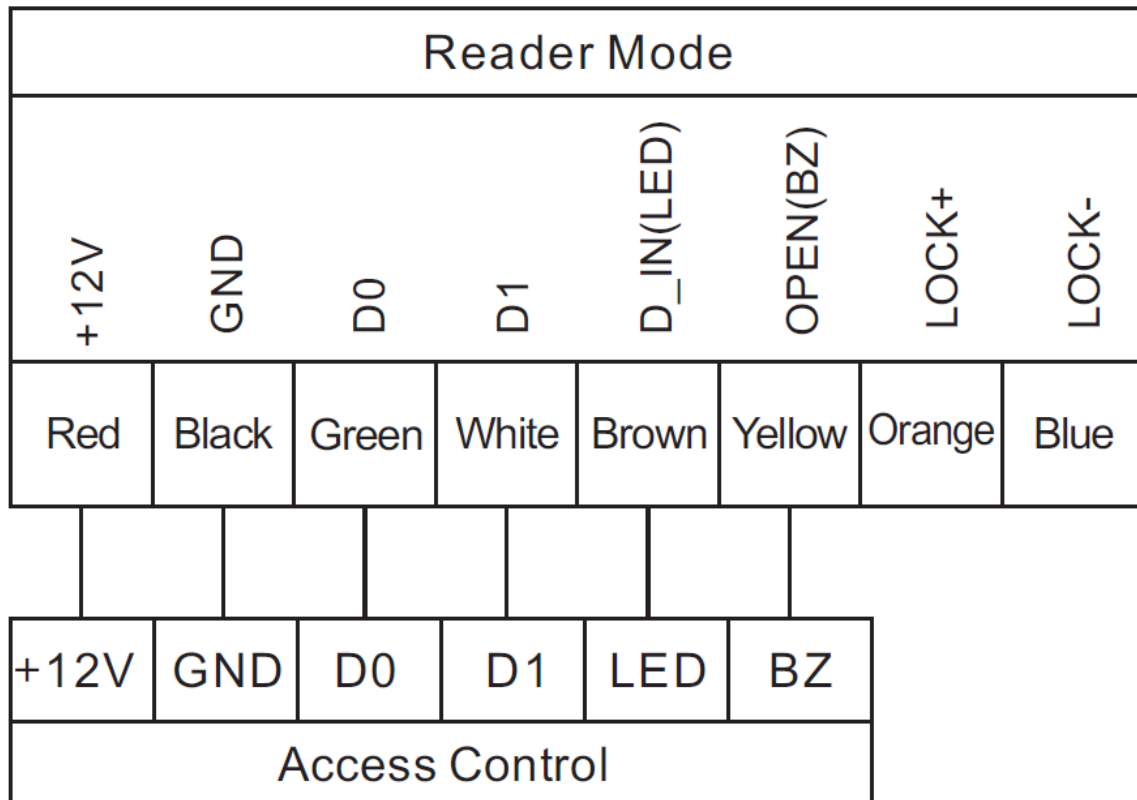 Reader Mode
+12V GND D0 D1 D_IN(LED) OPEN(BZ) LOCK+ LOCK-
Red Black Green White Brown Yellow Orange Blue
+12V GND D0 D1 LED BZ
Access Control